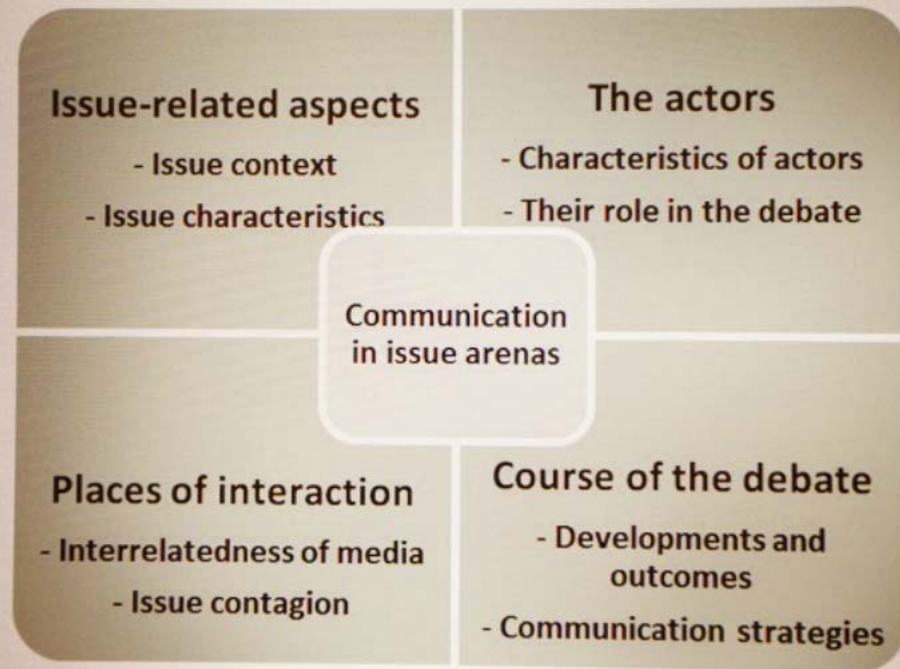 Issue-related aspects
- Issue context
- Issue characteristics
The actors
- Characteristics of actors
- Their role in the debate
Communication
in issue arenas
Places of interaction
- Interrelatedness of media
- Issue contagion
Course of the debate
- Developments and
outcomes
- Communication strategies